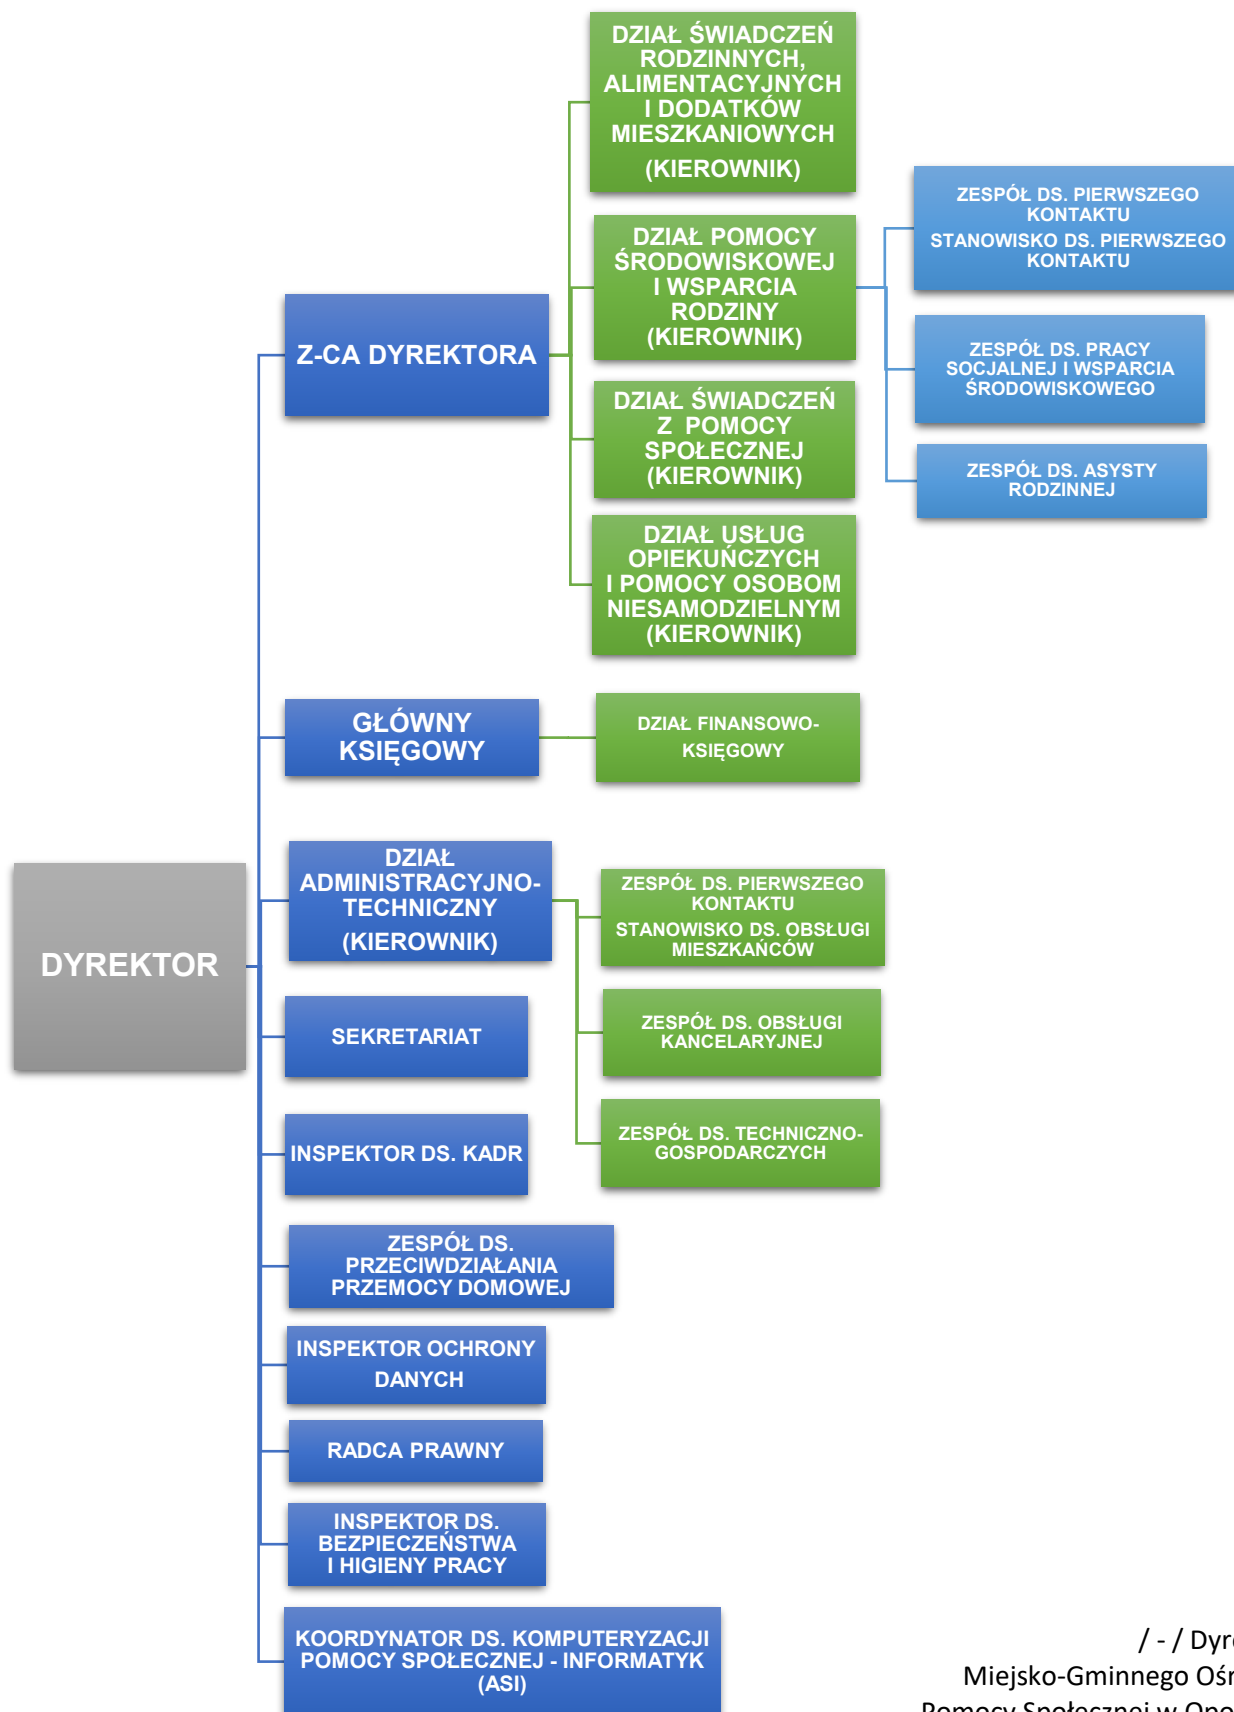 DZIAŁ ŚWIADCZEŃ
RODZINNYCH,
ALIMENTACYJNYCH
I DODATKÓW
MIESZKANIOWYCH
(KIEROWNIK)
ZESPÓŁ DS. PIERWSZEGO
KONTAKTU
STANOWISKO DS. PIERWSZEGO
KONTAKTU
DZIAŁ POMOCY
ŚRODOWISKOWEJ
I WSPARCIA
RODZINY
(KIEROWNIK)
Z-CA DYREKTORA
ZESPÓŁ DS. PRACY
SOCJALNEJ I WSPARCIA
ŚRODOWISKOWEGO
DZIAŁ ŚWIADCZEŃ
Z POMOCY
SPOŁECZNEJ
(KIEROWNIK)
ZESPÓŁ DS. ASYSTY
RODZINNEJ
DZIAŁ USŁUG
OPIEKUŃCZYCH
I POMOCY OSOBOM
NIESAMODZIELNYM
(KIEROWNIK)
GŁÓWNY
KSIĘGOWY
DZIAŁ FINANSOWO-
KSIĘGOWY
DZIAŁ
ADMINISTRACYJNO-
TECHNICZNY
(KIEROWNIK)
ZESPÓŁ DS. PIERWSZEGO
KONTAKTU
STANOWISKO DS. OBSŁUGI
MIESZKAŃCÓW
DYREKTOR
SEKRETARIAT
ZESPÓŁ DS. OBSŁUGI
KANCELARYJNEJ
INSPEKTOR DS. KADR
ZESPÓŁ DS. TECHNICZNO-
GOSPODARCZYCH
ZESPÓŁ DS.
PRZECIWDZIAŁANIA
PRZEMOCY DOMOWEJ
INSPEKTOR OCHRONY
DANYCH
RADCA PRAWNY
INSPEKTOR DS.
BEZPIECZEŃSTWA
I HIGIENY PRACY
KOORDYNATOR DS. KOMPUTERYZACJI
POMOCY SPOŁECZNEJ - INFORMATYK
(ASI)
/ - /
Miejsko-Gminnego
Pomocy Społecznej w